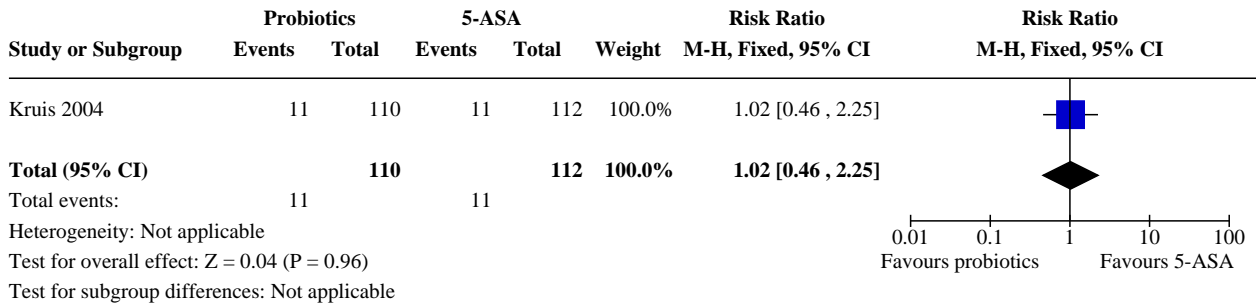 Probiotics 5-ASA Risk Ratio Risk Ratio
Study or Subgroup Events Total Events Total Weight M-H, Fixed, 95% CI M-H, Fixed, 95% CI
Kruis 2004 11 110 11 112 100.0% 1.02 [0.46 , 2.25]
Total (95% CI) 110 112 100.0% 1.02 [0.46 , 2.25]
Total events: 11 11
Heterogeneity: Not applicable
0.01 0.1 1 10 100
Test for overall effect: Z = 0.04 (P = 0.96) Favours probiotics Favours 5-ASA
Test for subgroup differences: Not applicable